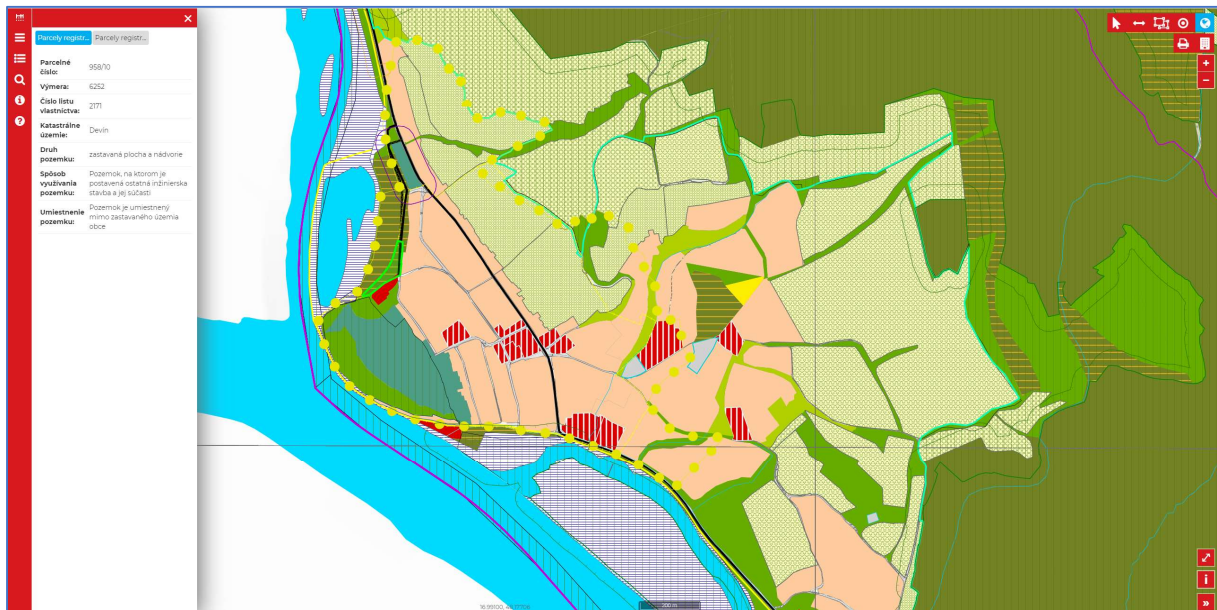 Parcely registr... Parcely registr...
Parcelné
číslo: 958/10
Výmera: 6252
Číslo listu
vlastníctva: 2171
Katastrálne
územie: Devín
Druh
pozemku: zastavaná plocha a nádvorie
Spôsob
využívania
pozemku:
Pozemok, na ktorom je
postavená ostatná inžinierska
stavba a jej súčasti
Umiestnenie
pozemku:
Pozemok je umiestnený
mimo zastavaného územia
obce